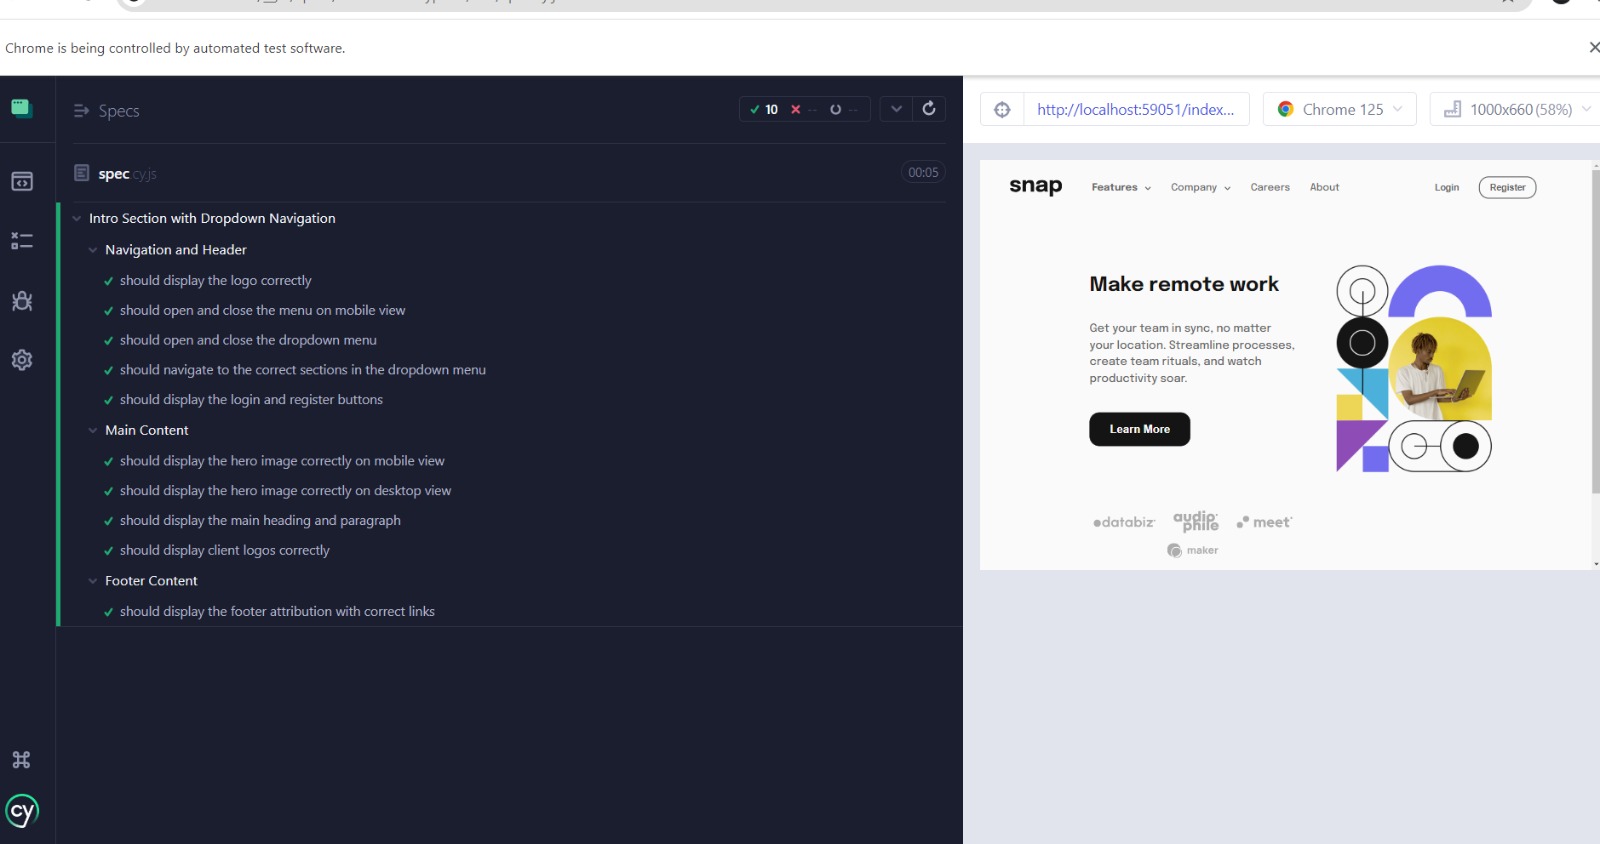 Chrome is being controlled by automated test software.
Specs
10 -- --
spec.cy.js
00:05
Intro Section with Dropdown Navigation
Navigation and Header
should display the logo correctly
should open and close the menu on mobile view
should open and close the dropdown menu
should navigate to the correct sections in the dropdown menu
should display the login and register buttons
Main Content
should display the hero image correctly on mobile view
should display the hero image correctly on desktop view
should display the main heading and paragraph
should display client logos correctly
Footer Content
should display the footer attribution with correct links
cy
http://localhost:59051/index...
Chrome 125
1000x660 (58%)
snap
Features
Company
Careers
About
Login
Register
Make remote work
Get your team in sync, no matter
your location. Streamline processes,
create team rituals, and watch
productivity soar.
Learn More
databiz
audio
phile
meet
maker